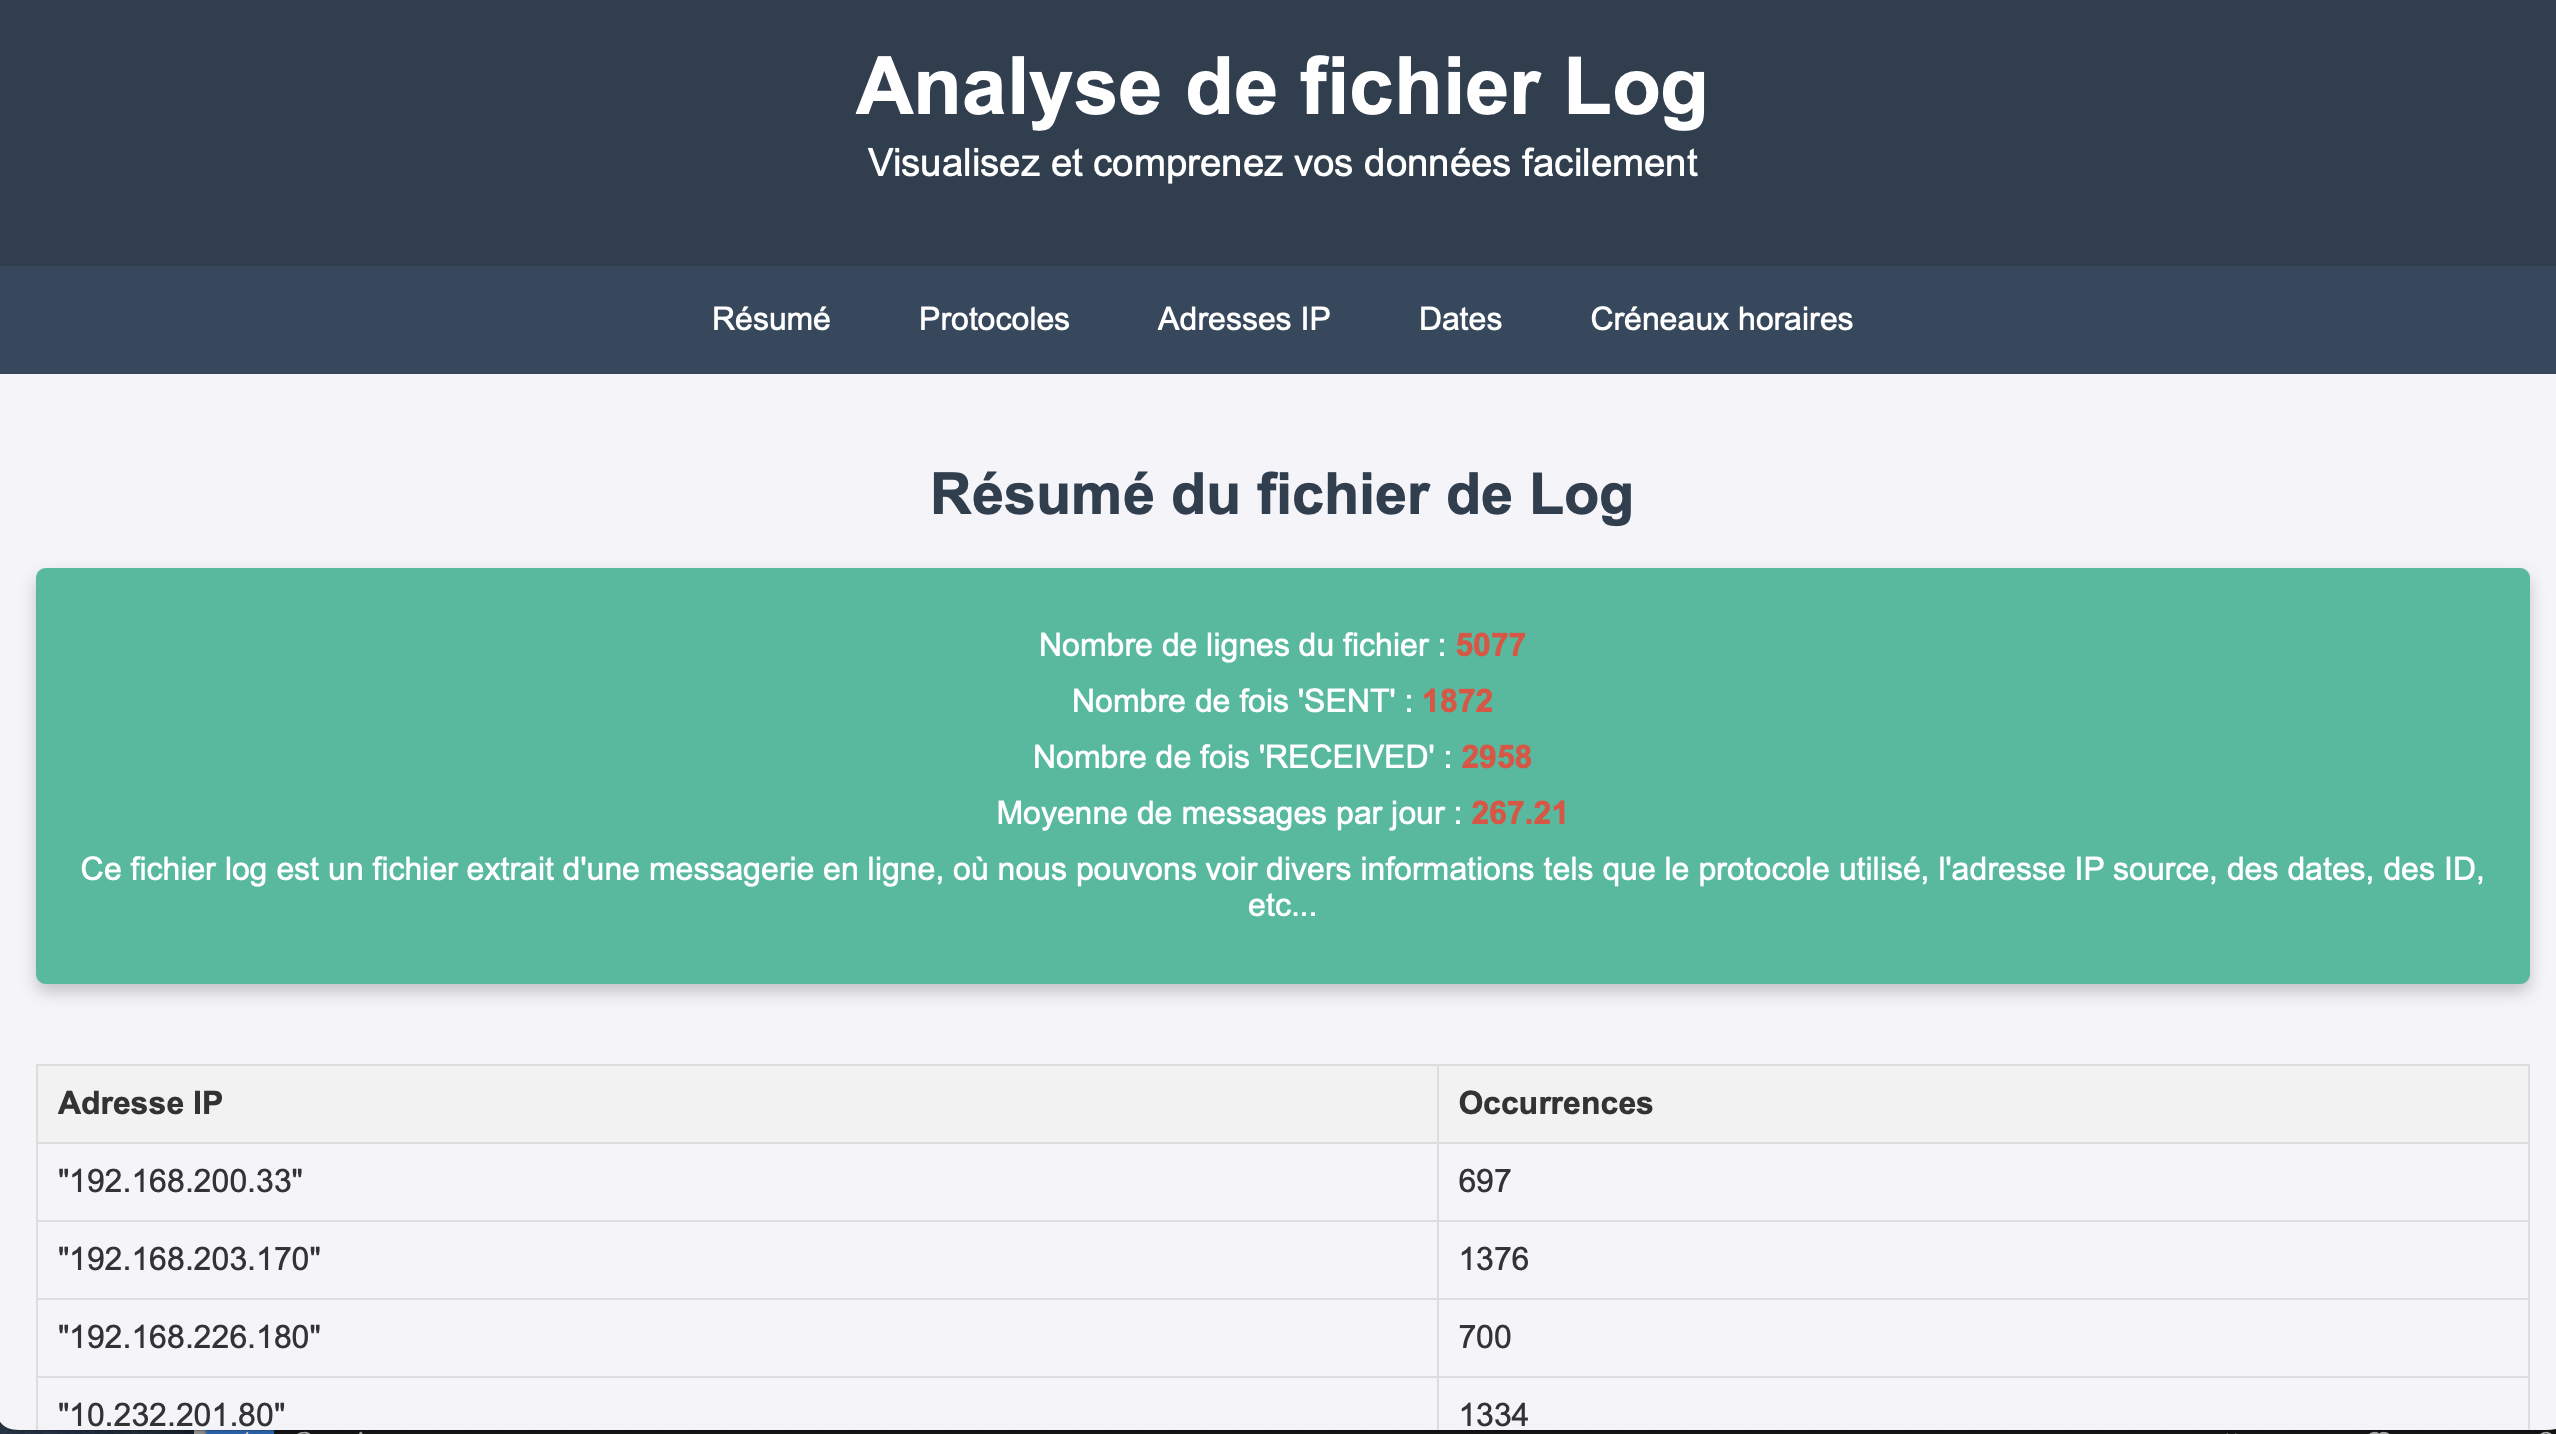 Analyse de fichier Log
Visualisez et comprenez vos données facilement
Résumé Protocoles Adresses IP Dates Créneaux horaires
Résumé du fichier de Log
Nombre de lignes du fichier : 5077
Nombre de fois 'SENT' : 1872
Nombre de fois 'RECEIVED' : 2958
Moyenne de messages par jour : 267.21
Ce fichier log est un fichier extrait d'une messagerie en ligne, où nous pouvons voir divers informations tels que le protocole utilisé, l'adresse IP source, des dates, des ID,
etc...
Adresse IP Occurrences
"192.168.200.33" 697
"192.168.203.170" 1376
"192.168.226.180" 700
"10.232.201.80" 1334